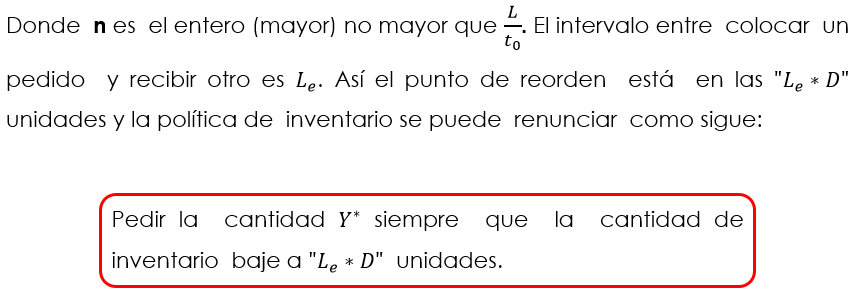 Donde n es el entero (mayor) no mayor que L/t₀. El intervalo entre colocar un
pedido y recibir otro es Lₑ. Así el punto de reorden está en las "Lₑ ∗ D"
unidades y la política de inventario se puede renunciar como sigue:
Pedir la cantidad Y* siempre que la cantidad de
inventario baje a "Lₑ ∗ D" unidades.